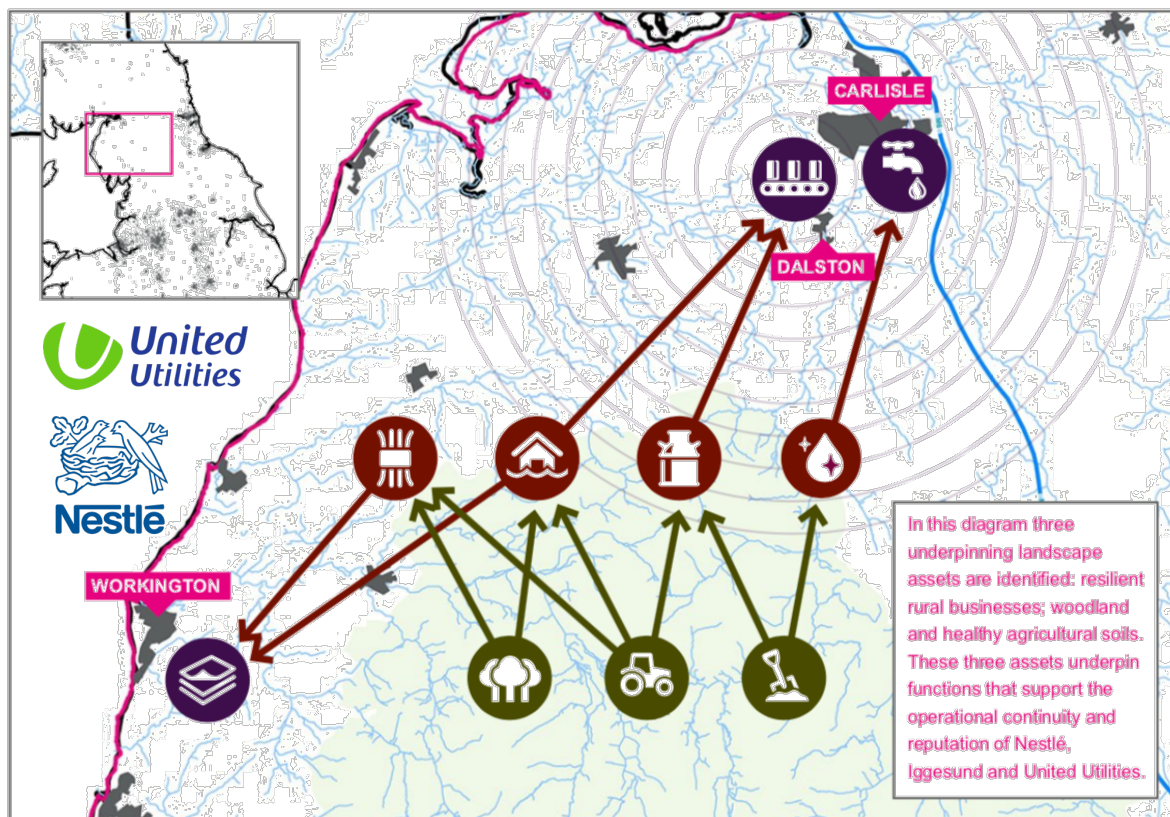 CARLISLE
DALSTON
United
Utilities
Nestlé
WORKINGTON
In this diagram three
underpinning landscape
assets are identified: resilient
rural businesses; woodland
and healthy agricultural soils.
These three assets underpin
functions that support the
operational continuity and
reputation of Nestlé,
Iggesund and United Utilities.